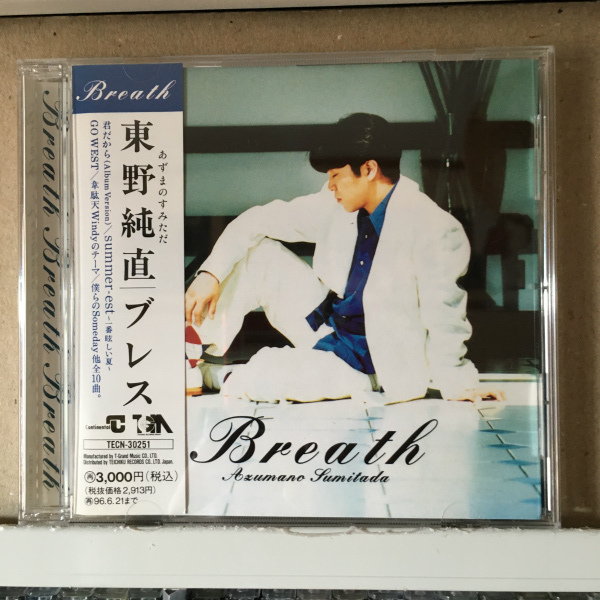 Breath
東野純直｜ブレス
あずまのすみただ
君だから(Album Version)／summer-est～一番眩しい夏～
GO WEST／韋駄天Windyのテーマ／僕らのSomeday 他全10曲。
Continental
TECN-30251
Manufactured by T-Grand Music CO. LTD.
Distributed by TEICHIKU RECORDS CO. LTD. Japan.
㋮3,000円(税込)
(税抜価格2,913円)
㋮96.6.21まで
Breath Breath Breath
Breath
Azumano Sumitada